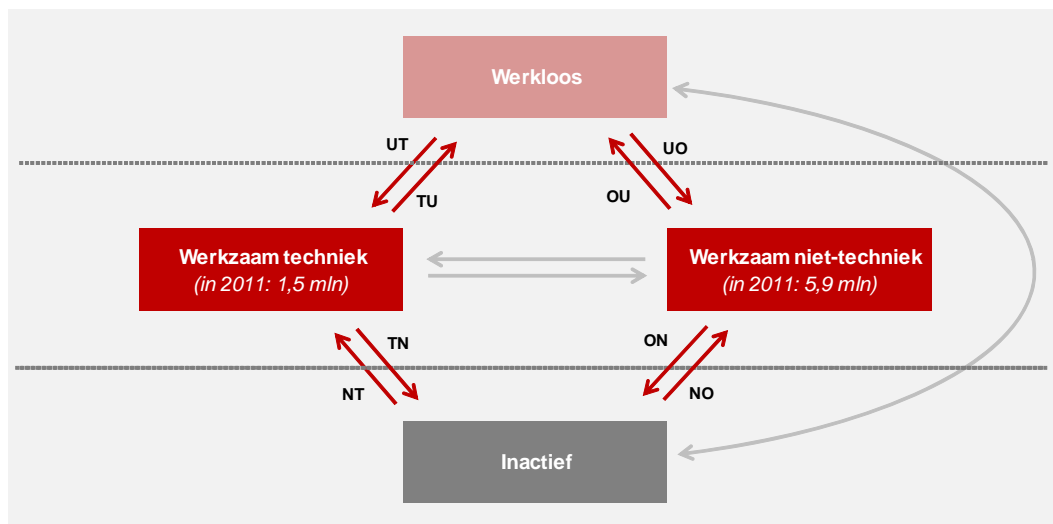 Werkloos
UT
UO
TU
OU
Werkzaam techniek
(in 2011: 1,5 mln)
Werkzaam niet-techniek
(in 2011: 5,9 mln)
TN
ON
NT
NO
Inactief